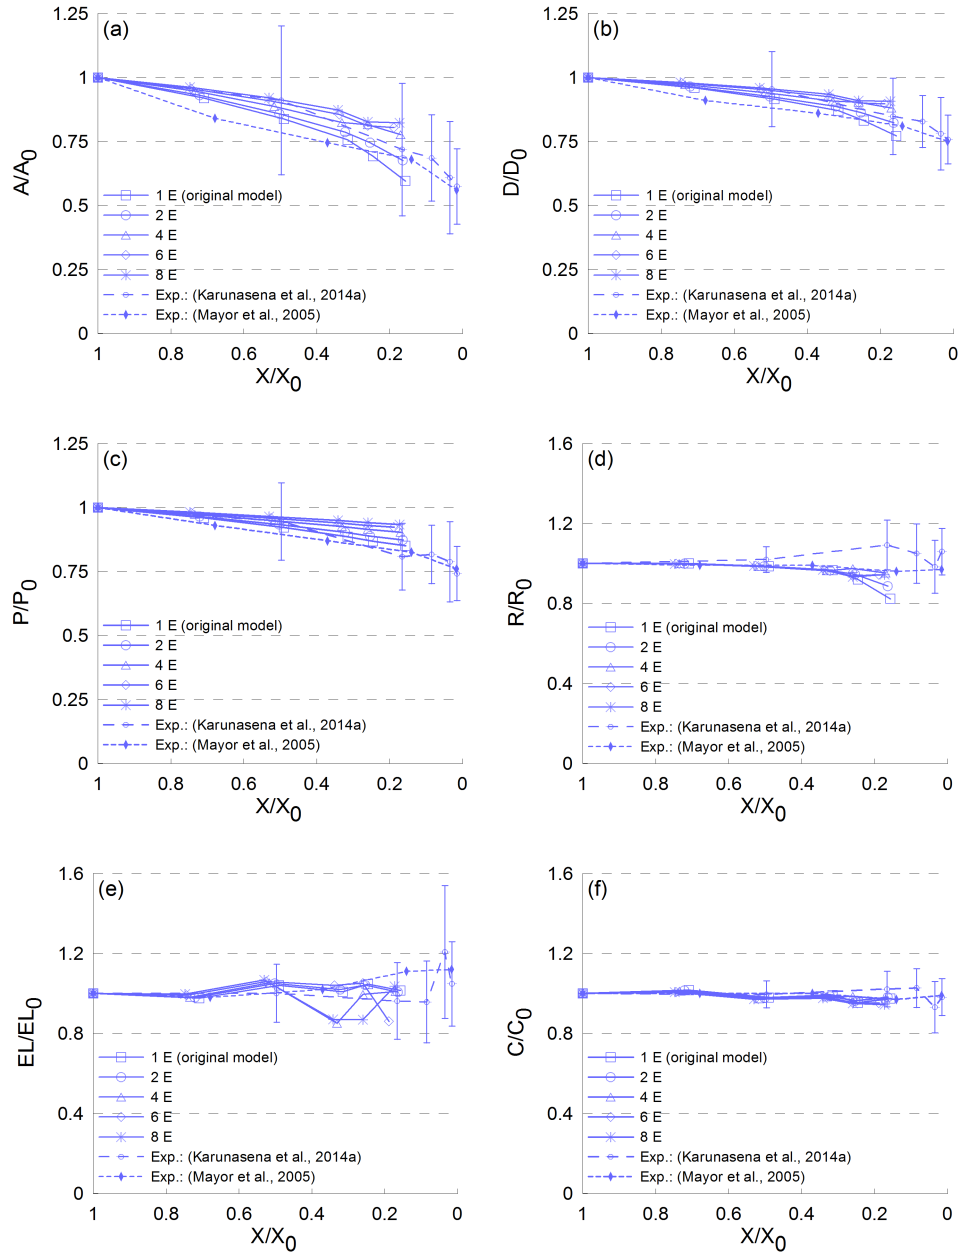 (a)
A/A0
1.25
1
0.75
0.5
0.25
0
1 E (original model)
2 E
4 E
6 E
8 E
Exp.: (Karunasena et al., 2014a)
Exp.: (Mayor et al., 2005)
1 0.8 0.6 0.4 0.2 0
X/X0
(b)
D/D0
1.25
1
0.75
0.5
0.25
0
1 E (original model)
2 E
4 E
6 E
8 E
Exp.: (Karunasena et al., 2014a)
Exp.: (Mayor et al., 2005)
1 0.8 0.6 0.4 0.2 0
X/X0
(c)
P/P0
1.25
1
0.75
0.5
0.25
0
1 E (original model)
2 E
4 E
6 E
8 E
Exp.: (Karunasena et al., 2014a)
Exp.: (Mayor et al., 2005)
1 0.8 0.6 0.4 0.2 0
X/X0
(d)
R/R0
1.6
1.2
0.8
0.4
0
1 E (original model)
2 E
4 E
6 E
8 E
Exp.: (Karunasena et al., 2014a)
Exp.: (Mayor et al., 2005)
1 0.8 0.6 0.4 0.2 0
X/X0
(e)
EL/EL0
1.6
1.2
0.8
0.4
0
1 E (original model)
2 E
4 E
6 E
8 E
Exp.: (Karunasena et al., 2014a)
Exp.: (Mayor et al., 2005)
1 0.8 0.6 0.4 0.2 0
X/X0
(f)
C/C0
1.6
1.2
0.8
0.4
0
1 E (original model)
2 E
4 E
6 E
8 E
Exp.: (Karunasena et al., 2014a)
Exp.: (Mayor et al., 2005)
1 0.8 0.6 0.4 0.2 0
X/X0